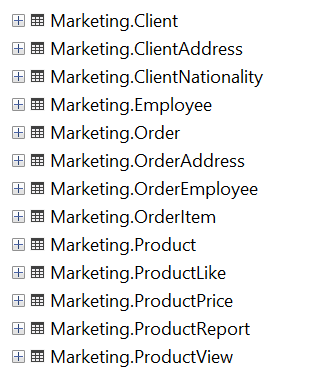 Marketing.Client
Marketing.ClientAddress
Marketing.ClientNationality
Marketing.Employee
Marketing.Order
Marketing.OrderAddress
Marketing.OrderEmployee
Marketing.OrderItem
Marketing.Product
Marketing.ProductLike
Marketing.ProductPrice
Marketing.ProductReport
Marketing.ProductView